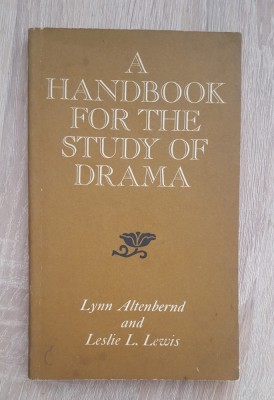 A
HANDBOOK
FOR THE
STUDY OF
DRAMA
Lynn Altenbernd
and
Leslie L. Lewis